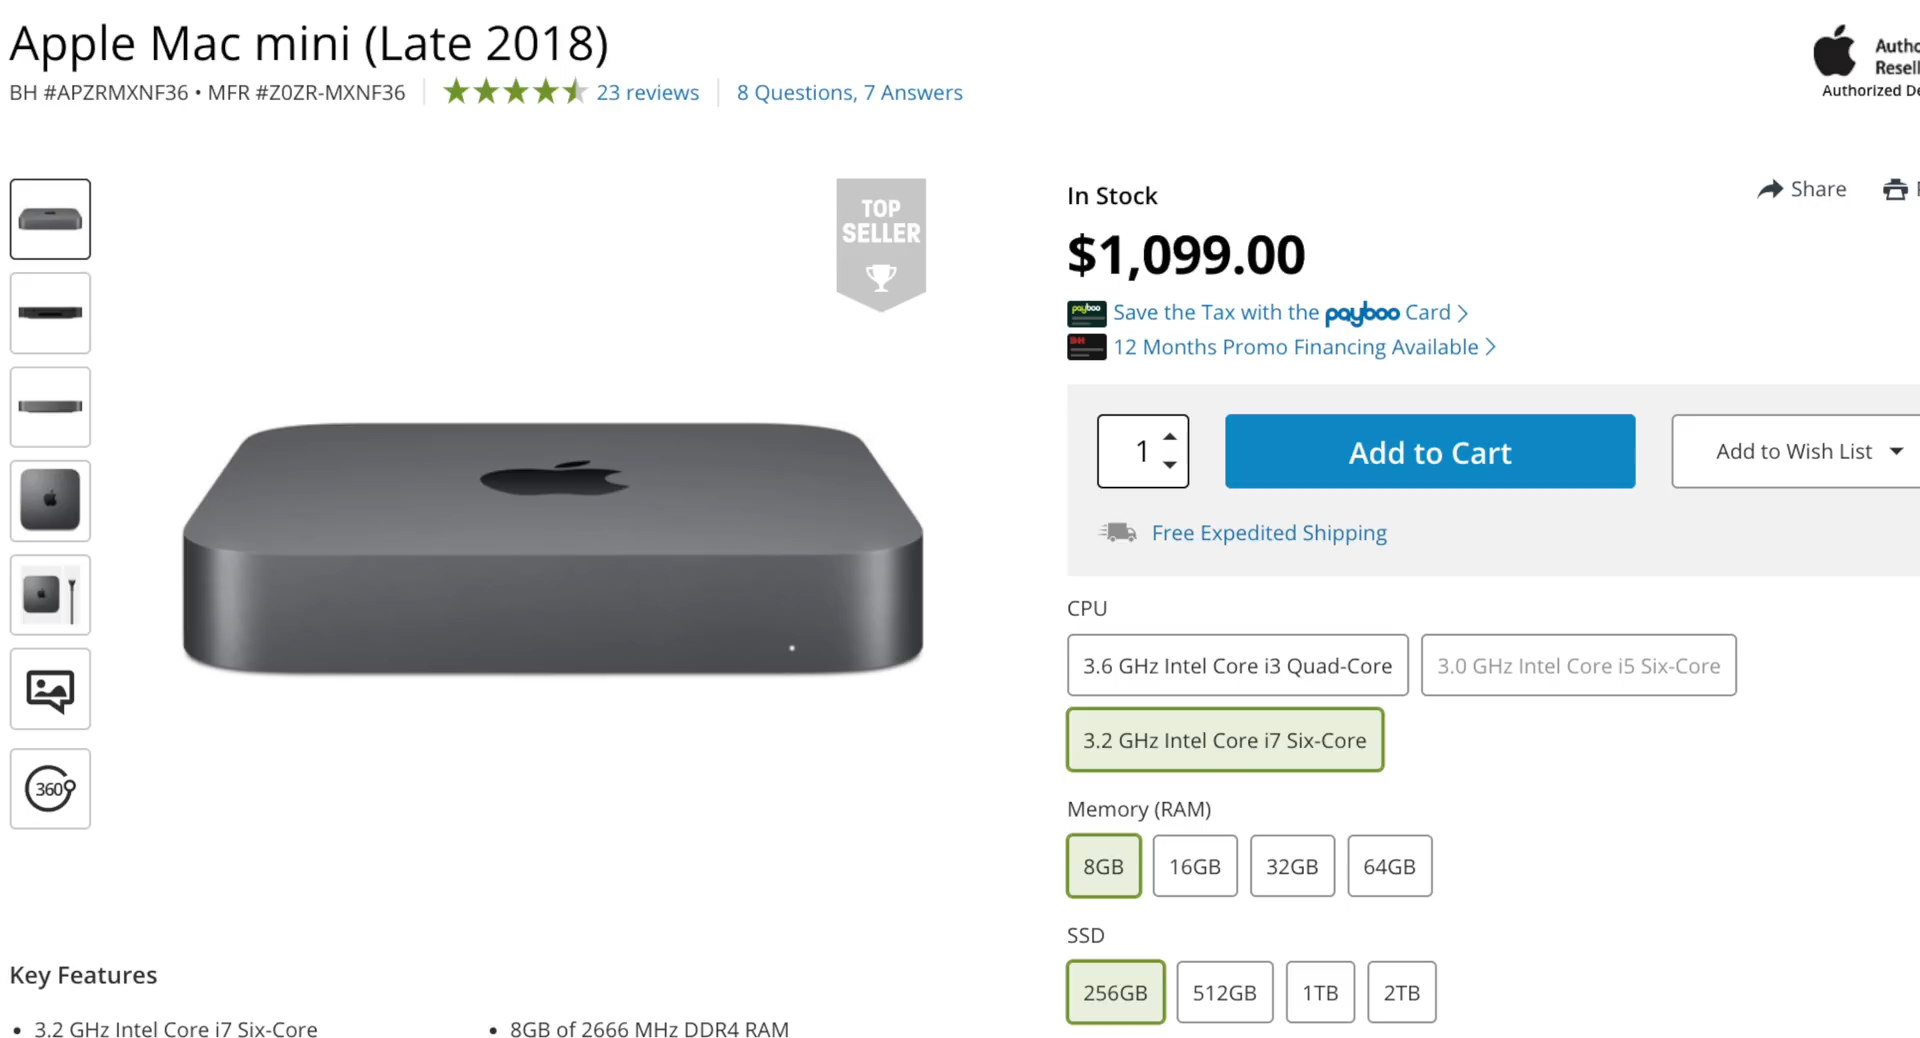 Apple Mac mini (Late 2018)
BH #APZRMXNF36 • MFR #Z0ZR-MXNF36
23 reviews
8 Questions, 7 Answers
Autho
Resell
Authorized De
TOP
SELLER
360
In Stock
Share
$1,099.00
payboo Save the Tax with the payboo Card >
BH 12 Months Promo Financing Available >
1
Add to Cart
Add to Wish List
Free Expedited Shipping
CPU
3.6 GHz Intel Core i3 Quad-Core
3.0 GHz Intel Core i5 Six-Core
3.2 GHz Intel Core i7 Six-Core
Memory (RAM)
8GB
16GB
32GB
64GB
SSD
256GB
512GB
1TB
2TB
Key Features
• 3.2 GHz Intel Core i7 Six-Core
• 8GB of 2666 MHz DDR4 RAM